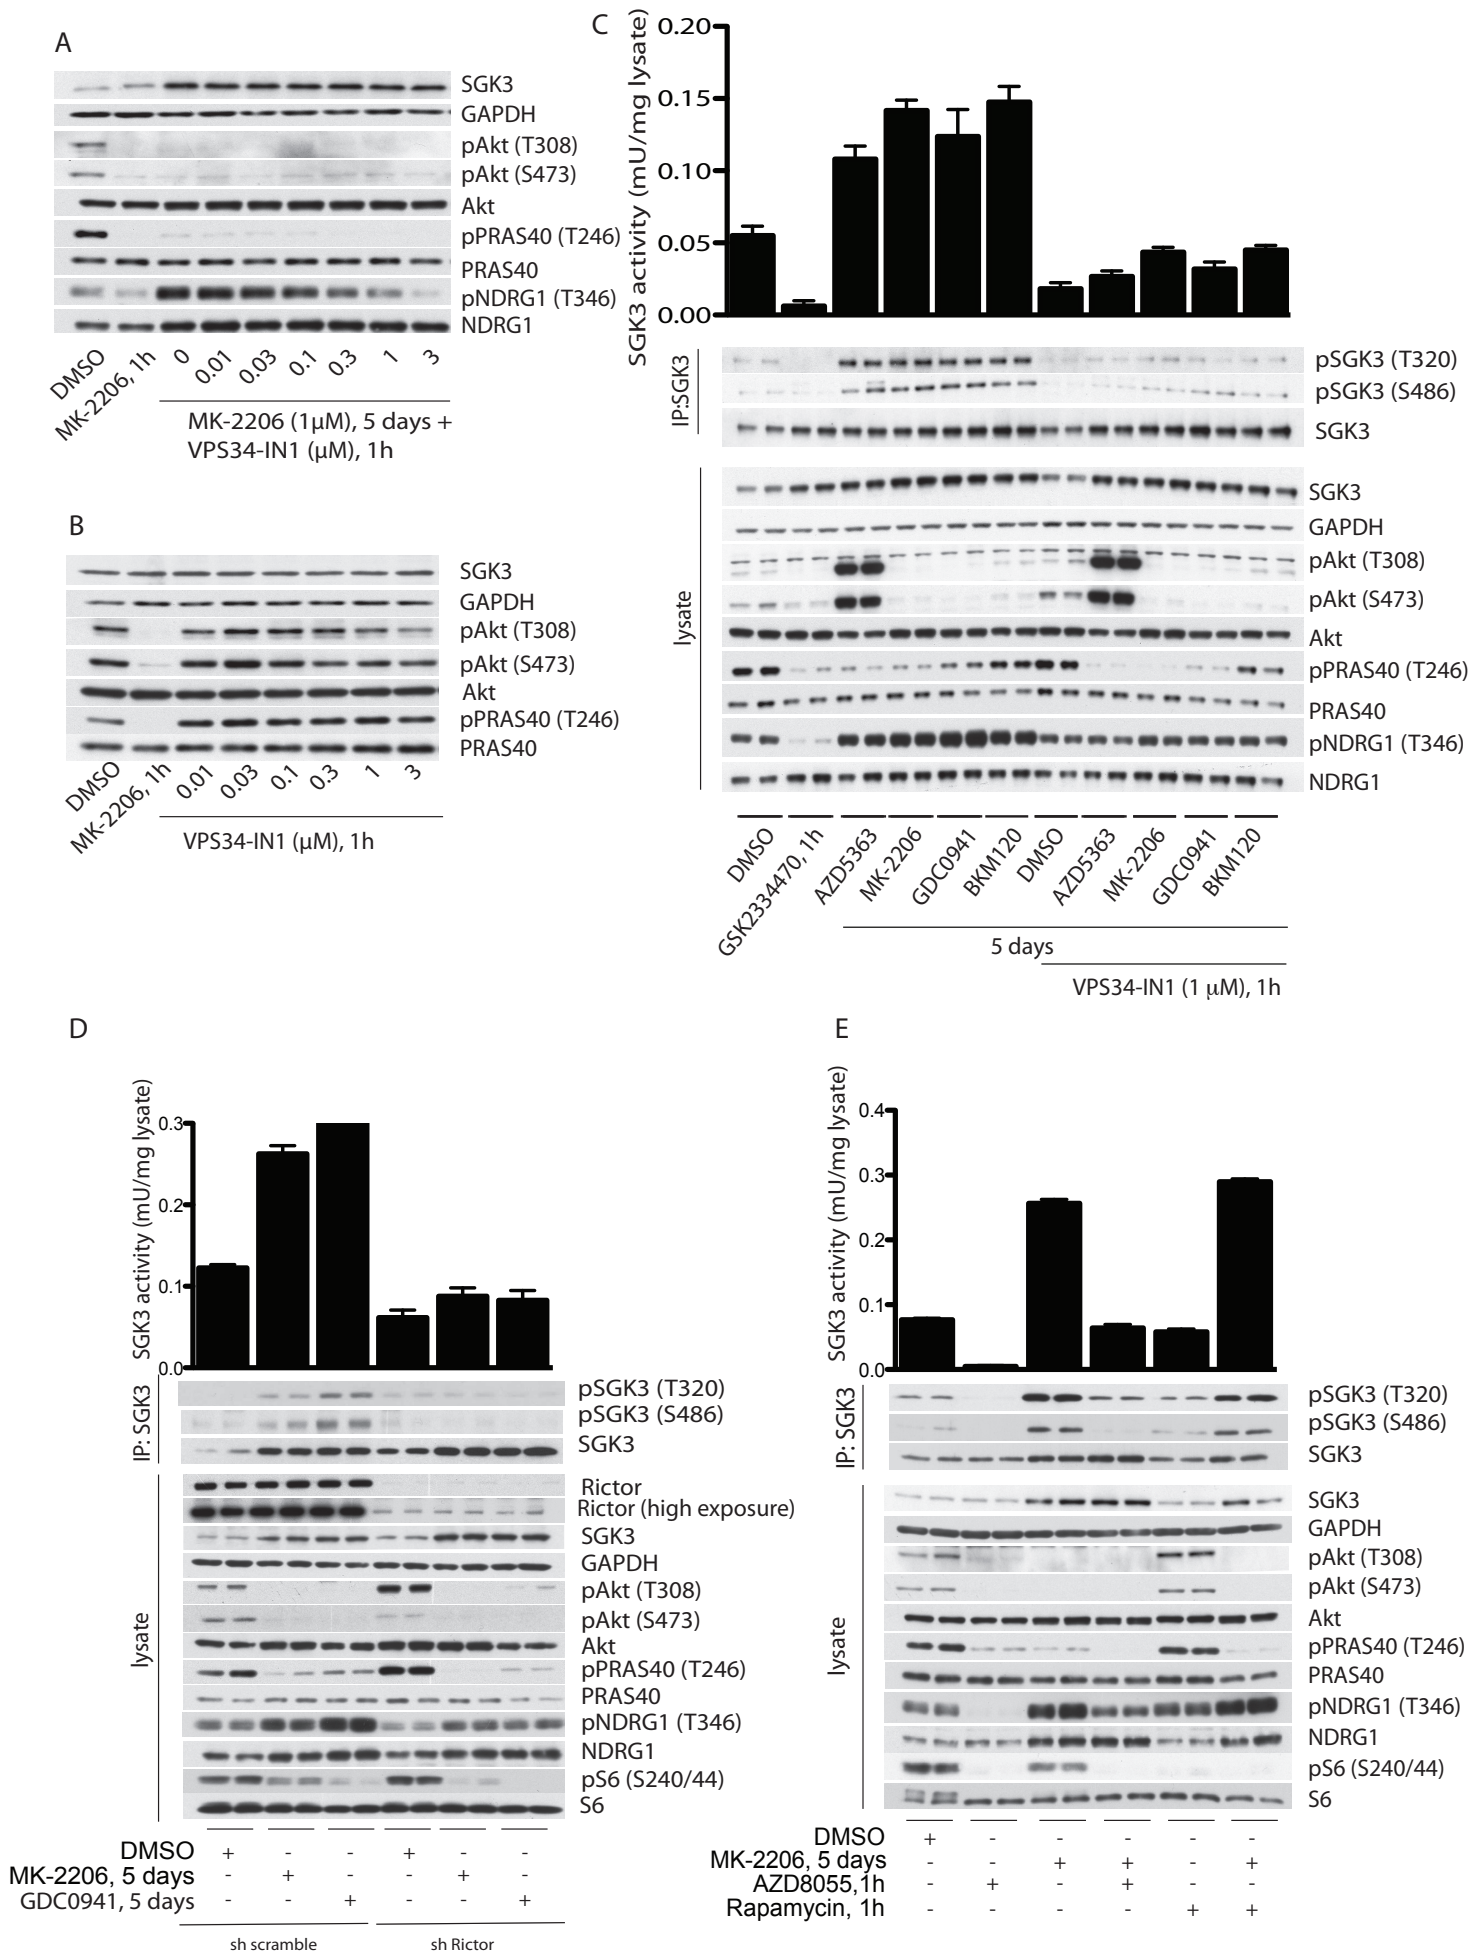 A
SGK3
GAPDH
pAkt (T308)
pAkt (S473)
Akt
pPRAS40 (T246)
PRAS40
pNDRG1 (T346)
NDRG1
DMSO
MK-2206, 1h
0
0.01
0.03
0.1
0.3
1
3
MK-2206 (1µM), 5 days +
VPS34-IN1 (µM), 1h
B
SGK3
GAPDH
pAkt (T308)
pAkt (S473)
Akt
pPRAS40 (T246)
PRAS40
DMSO
MK-2206, 1h
0.01
0.03
0.1
0.3
1
3
VPS34-IN1 (µM), 1h
C
SGK3 activity (mU/mg lysate)
0.20
0.15
0.10
0.05
0.00
IP:SGK3
pSGK3 (T320)
pSGK3 (S486)
SGK3
lysate
SGK3
GAPDH
pAkt (T308)
pAkt (S473)
Akt
pPRAS40 (T246)
PRAS40
pNDRG1 (T346)
NDRG1
DMSO
GSK2334470, 1h
AZD5363
MK-2206
GDC0941
BKM120
DMSO
AZD5363
MK-2206
GDC0941
BKM120
5 days
VPS34-IN1 (1 µM), 1h
D
SGK3 activity (mU/mg lysate)
0.3
0.2
0.1
0.0
IP: SGK3
pSGK3 (T320)
pSGK3 (S486)
SGK3
lysate
Rictor
Rictor (high exposure)
SGK3
GAPDH
pAkt (T308)
pAkt (S473)
Akt
pPRAS40 (T246)
PRAS40
pNDRG1 (T346)
NDRG1
pS6 (S240/44)
S6
DMSO + - - + - -
MK-2206, 5 days - + - - + -
GDC0941, 5 days - - + - - +
sh scramble
sh Rictor
E
SGK3 activity (mU/mg lysate)
0.4
0.3
0.2
0.1
0.0
IP: SGK3
pSGK3 (T320)
pSGK3 (S486)
SGK3
lysate
SGK3
GAPDH
pAkt (T308)
pAkt (S473)
Akt
pPRAS40 (T246)
PRAS40
pNDRG1 (T346)
NDRG1
pS6 (S240/44)
S6
DMSO + - - - - -
MK-2206, 5 days - - + + - +
AZD8055,1h - + - + - -
Rapamycin, 1h - - - - + +